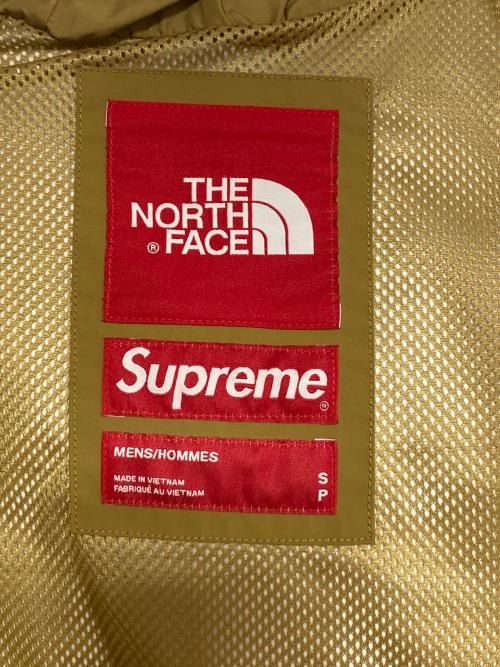 THE
NORTH
® FACE
Supreme ®
MENS/HOMMES
MADE IN VIETNAM S
FABRIQUÉ AU VIETNAM P